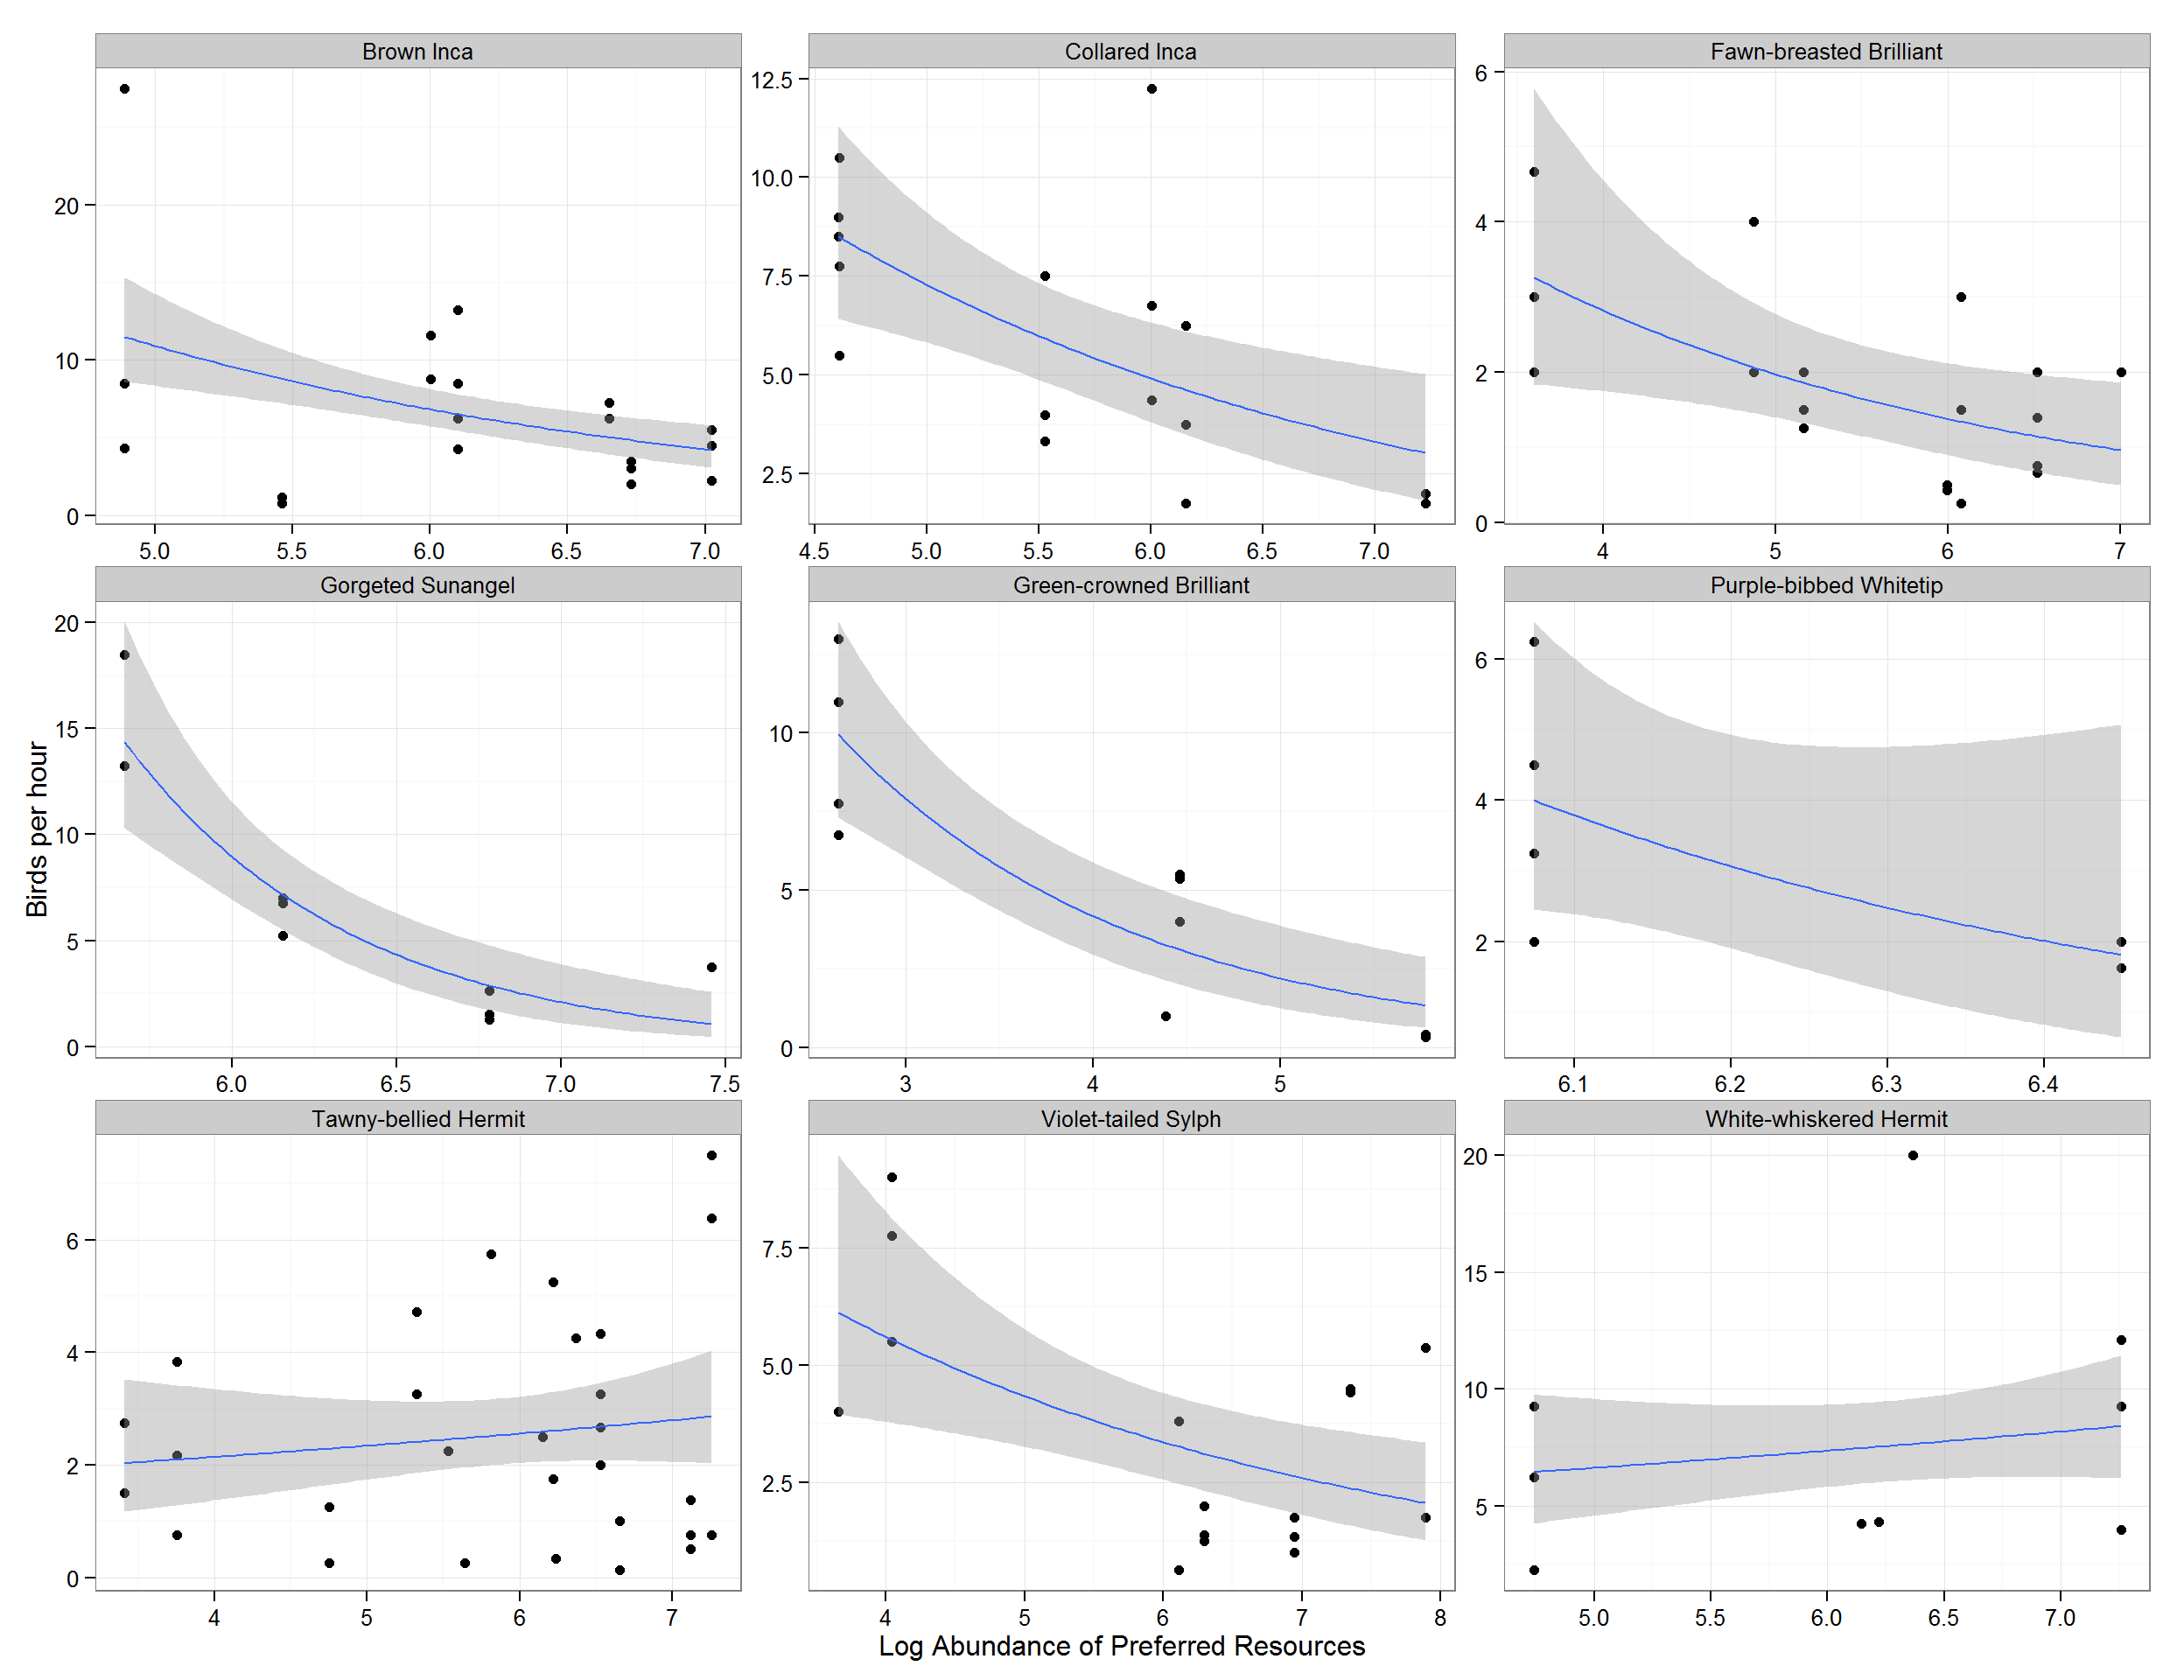 Brown Inca
Collared Inca
Fawn-breasted Brilliant
0
10
20
5.0 5.5 6.0 6.5 7.0
12.5
10.0
7.5
5.0
2.5
4.5 5.0 5.5 6.0 6.5 7.0
6
4
2
0
4 5 6 7
Gorgeted Sunangel
Green-crowned Brilliant
Purple-bibbed Whitetip
20
15
10
5
0
6.0 6.5 7.0 7.5
10
5
0
3 4 5
6
4
2
6.1 6.2 6.3 6.4
Tawny-bellied Hermit
Violet-tailed Sylph
White-whiskered Hermit
6
4
2
0
4 5 6 7
7.5
5.0
2.5
4 5 6 7 8
20
15
10
5
5.0 5.5 6.0 6.5 7.0
Birds per hour
Log Abundance of Preferred Resources